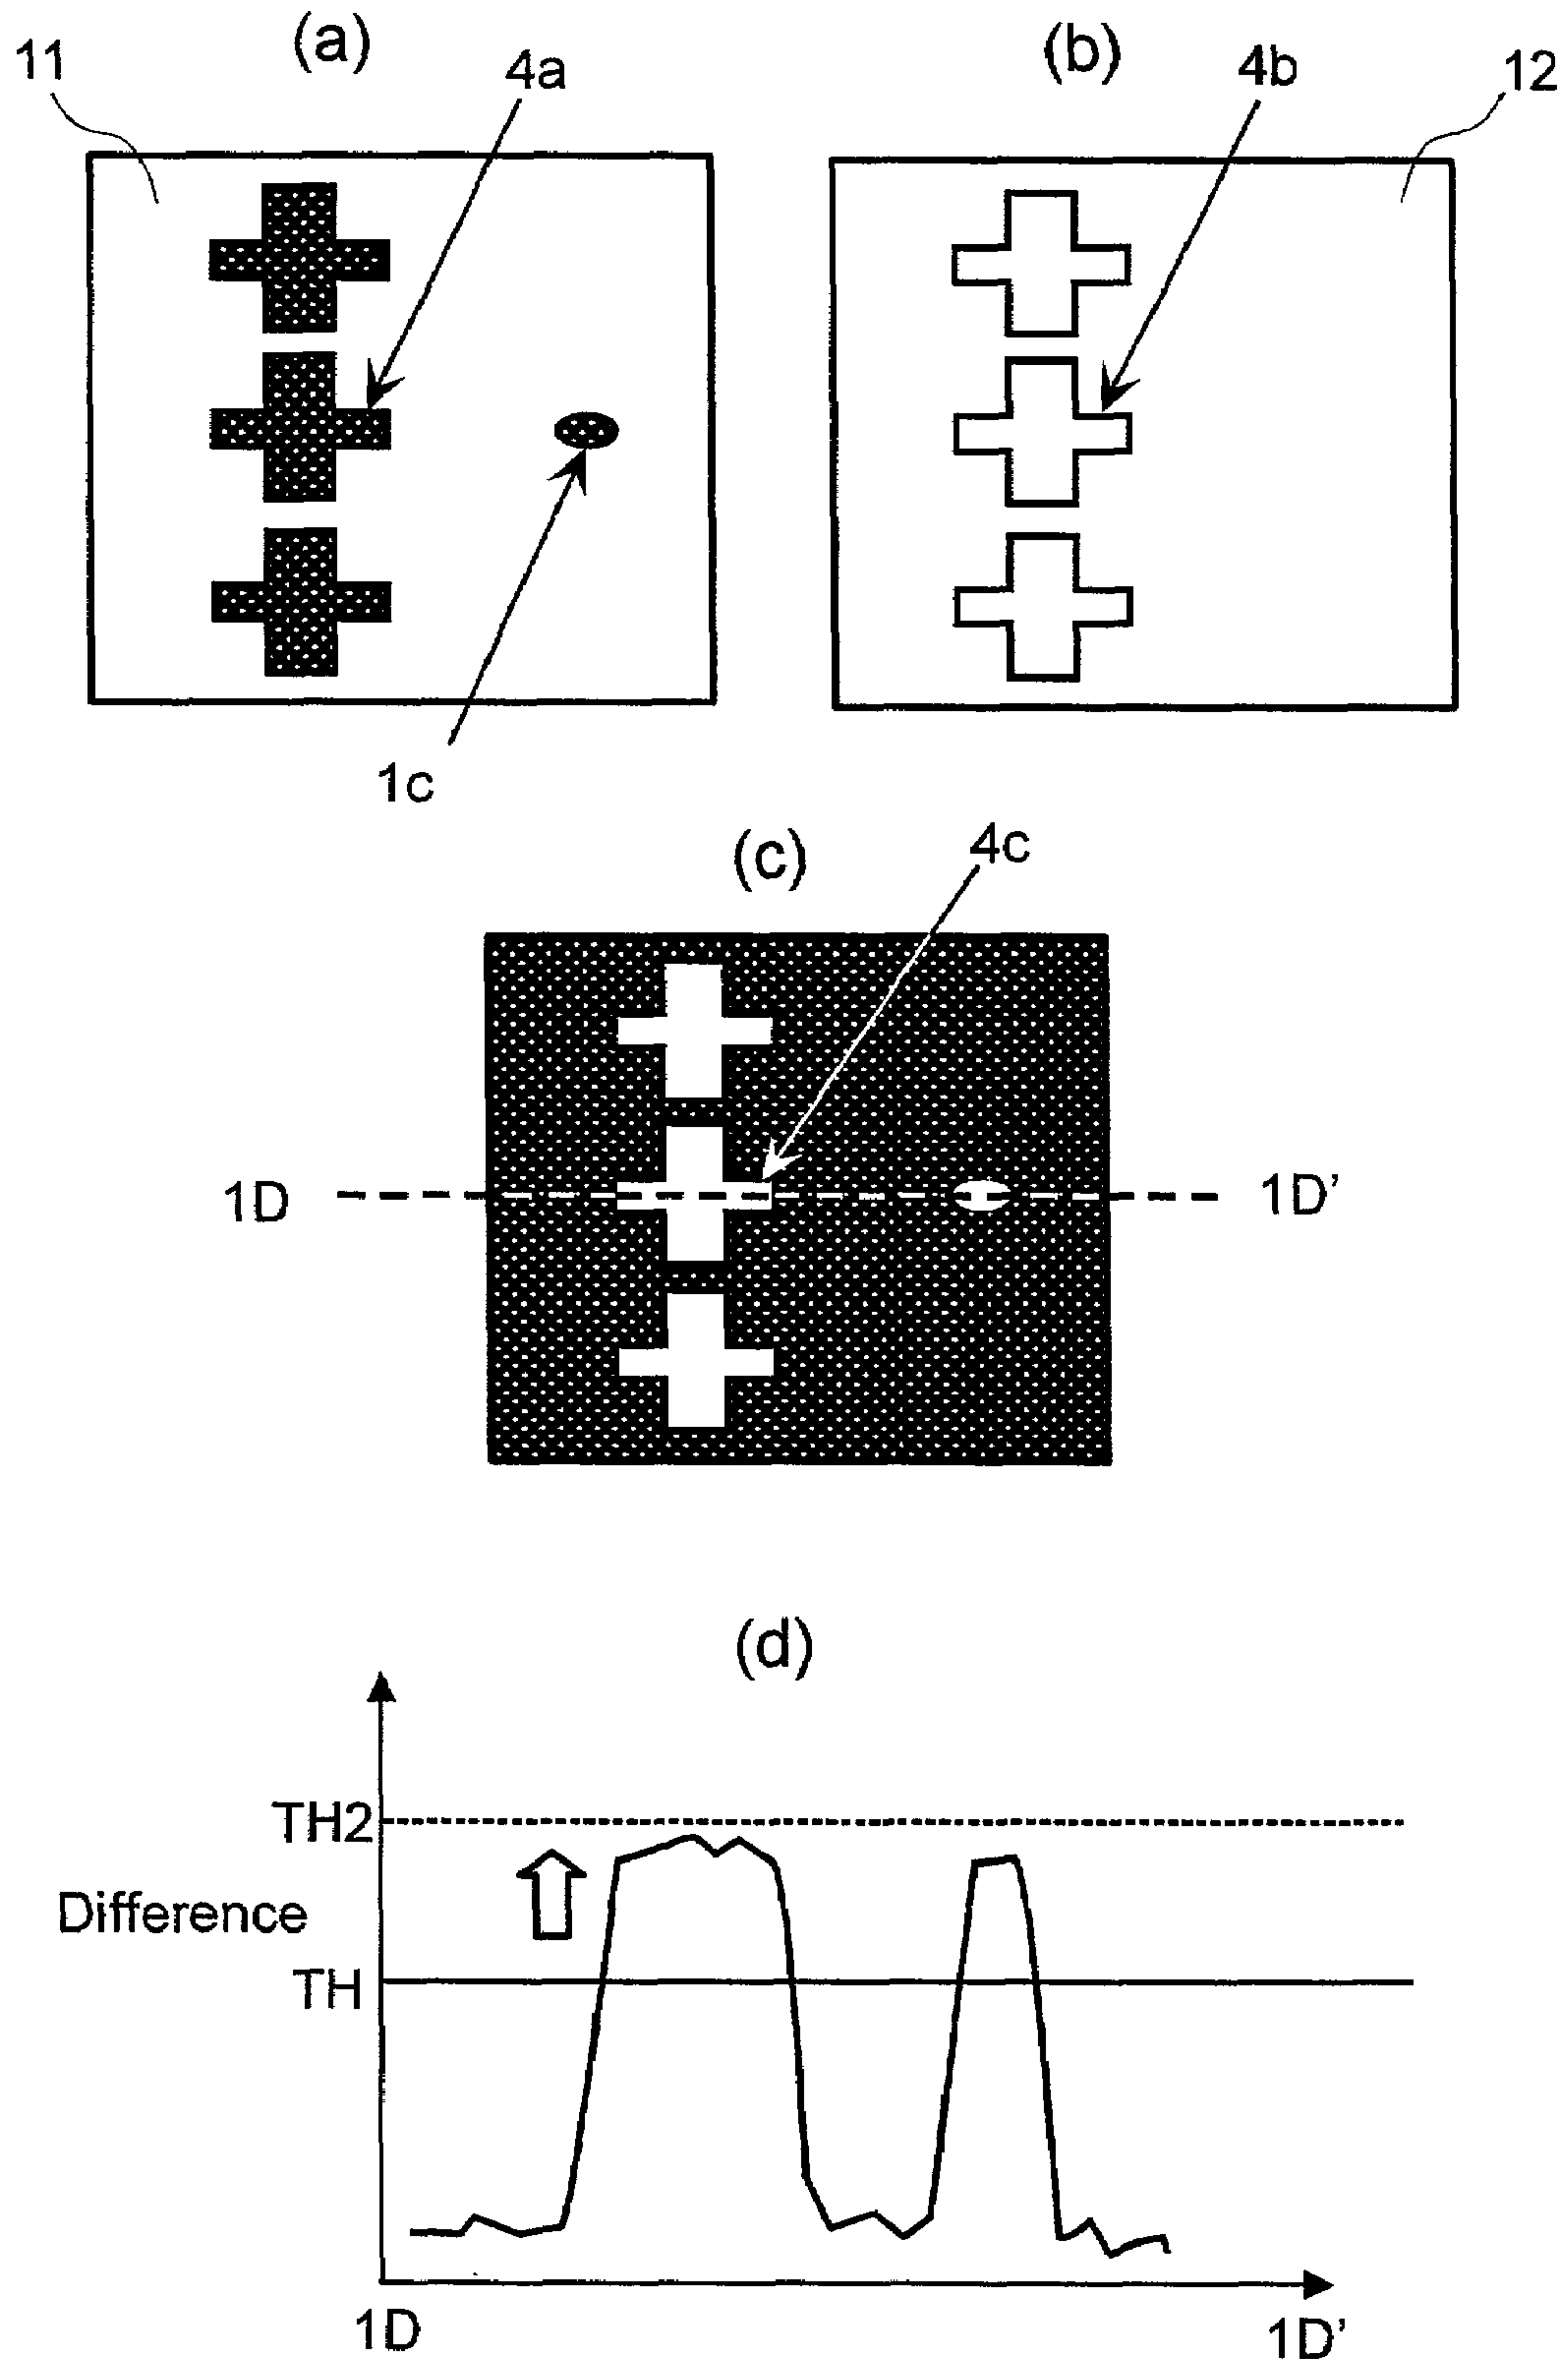 (a)
(b)
11
4a
4b
12
1c
(c)
4c
1D
1D'
(d)
TH2
Difference
TH
1D
1D'